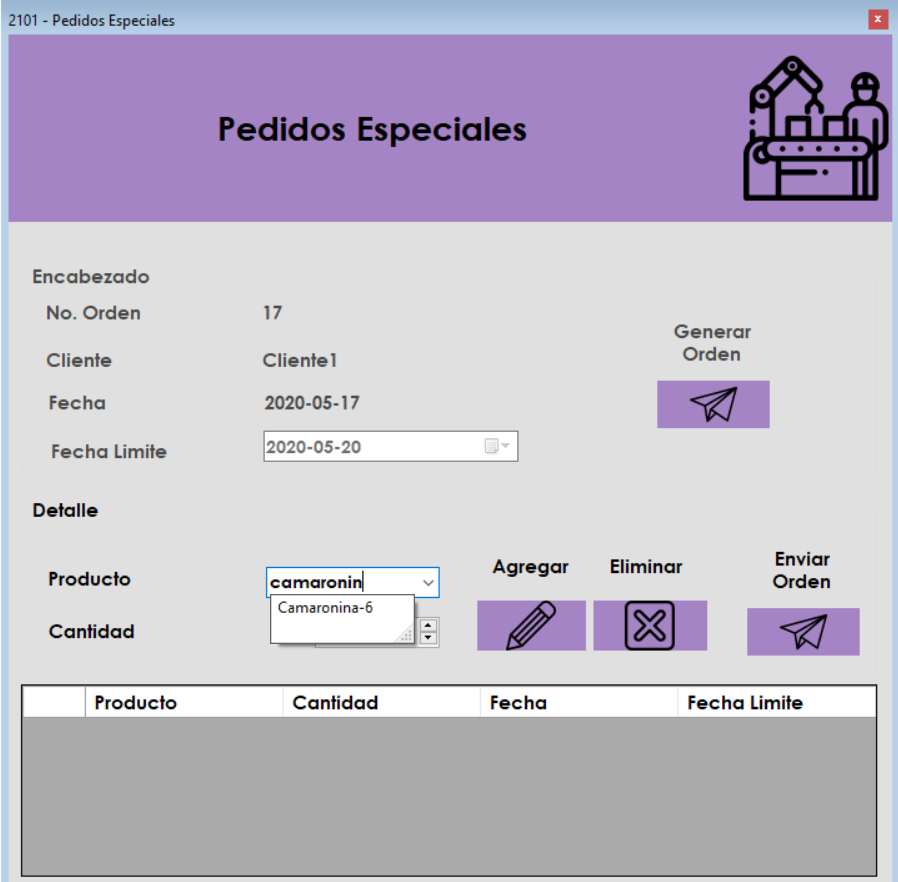 2101 - Pedidos Especiales
x
Pedidos Especiales
Encabezado
No. Orden 17
Cliente Cliente1
Fecha 2020-05-17
Fecha Limite 2020-05-20
Generar
Orden
Detalle
Producto camaronin
Camaronina-6
Cantidad
Agregar Eliminar Enviar
Orden
Producto Cantidad Fecha Fecha Limite